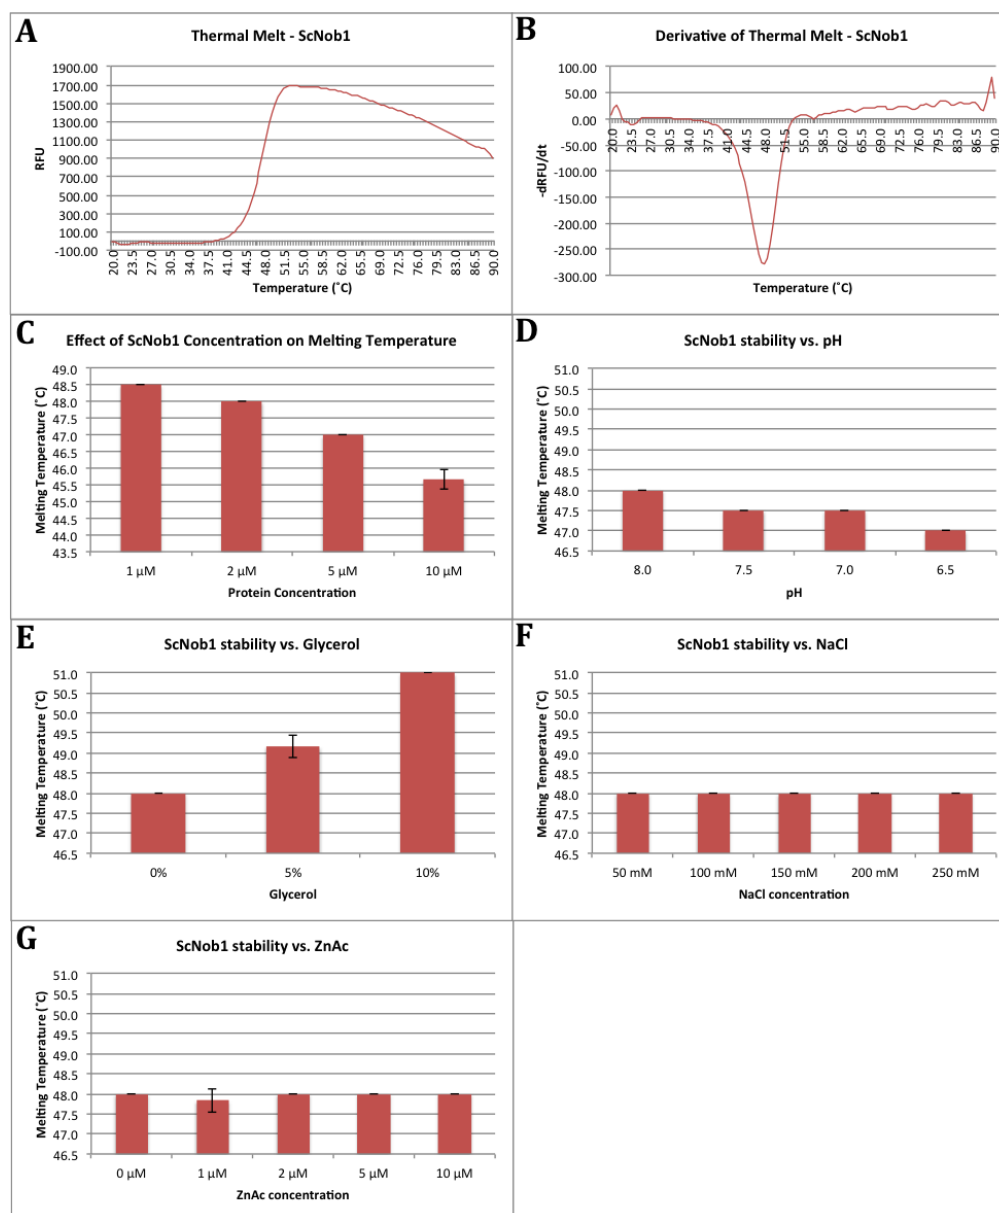 A
Thermal Melt - ScNob1
1900.00
1700.00
1500.00
1300.00
1100.00
900.00
700.00
500.00
300.00
100.00
-100.00
RFU
20.0 23.5 27.0 30.5 34.0 37.5 41.0 44.5 48.0 51.5 55.0 58.5 62.0 65.5 69.0 72.5 76.0 79.5 83.0 86.5 90.0
Temperature (˚C)
B
Derivative of Thermal Melt - ScNob1
100.00
50.00
0.00
-50.00
-100.00
-150.00
-200.00
-250.00
-300.00
-dRFU/dt
20.0 23.5 27.0 30.5 34.0 37.5 41.0 44.5 48.0 51.5 55.0 58.5 62.0 65.5 69.0 72.5 76.0 79.5 83.0 86.5 90.0
Temperature (˚C)
C
Effect of ScNob1 Concentration on Melting Temperature
49.0
48.5
48.0
47.5
47.0
46.5
46.0
45.5
45.0
44.5
44.0
43.5
Melting Temperature (˚C)
1 µM 2 µM 5 µM 10 µM
Protein Concentration
D
ScNob1 stability vs. pH
51.0
50.5
50.0
49.5
49.0
48.5
48.0
47.5
47.0
46.5
Melting Temperature (˚C)
8.0 7.5 7.0 6.5
pH
E
ScNob1 stability vs. Glycerol
51.0
50.5
50.0
49.5
49.0
48.5
48.0
47.5
47.0
46.5
Melting Temperature (˚C)
0% 5% 10%
Glycerol
F
ScNob1 stability vs. NaCl
51.0
50.5
50.0
49.5
49.0
48.5
48.0
47.5
47.0
46.5
Melting Temperature (˚C)
50 mM 100 mM 150 mM 200 mM 250 mM
NaCl concentration
G
ScNob1 stability vs. ZnAc
51.0
50.5
50.0
49.5
49.0
48.5
48.0
47.5
47.0
46.5
Melting Temperature (˚C)
0 µM 1 µM 2 µM 5 µM 10 µM
ZnAc concentration